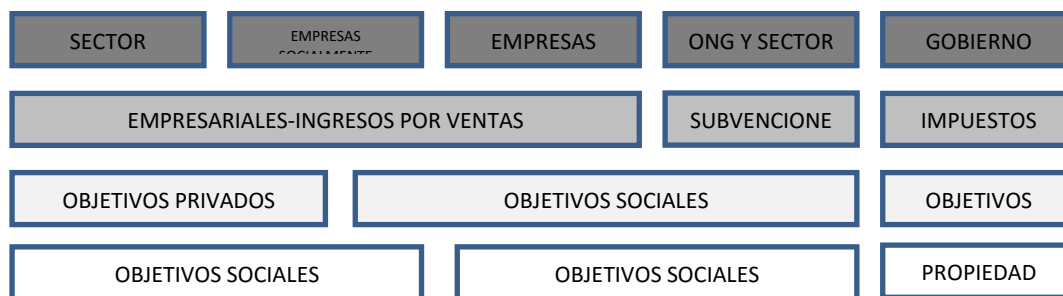 SECTOR
EMPRESAS
SOCIALMENTE
EMPRESAS
ONG Y SECTOR
GOBIERNO
EMPRESARIALES-INGRESOS POR VENTAS
SUBVENCIONE
IMPUESTOS
OBJETIVOS PRIVADOS
OBJETIVOS SOCIALES
OBJETIVOS
OBJETIVOS SOCIALES
OBJETIVOS SOCIALES
PROPIEDAD